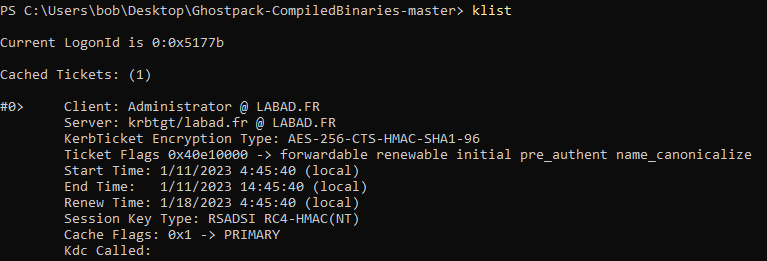 PS C:\Users\bob\Desktop\Ghostpack-CompiledBinaries-master> klist
Current LogonId is 0:0x5177b
Cached Tickets: (1)
#0> Client: Administrator @ LABAD.FR
Server: krbtgt/labad.fr @ LABAD.FR
KerbTicket Encryption Type: AES-256-CTS-HMAC-SHA1-96
Ticket Flags 0x40e10000 -> forwardable renewable initial pre_authent name_canonicalize
Start Time: 1/11/2023 4:45:40 (local)
End Time: 1/11/2023 14:45:40 (local)
Renew Time: 1/18/2023 4:45:40 (local)
Session Key Type: RSADSI RC4-HMAC(NT)
Cache Flags: 0x1 -> PRIMARY
Kdc Called: